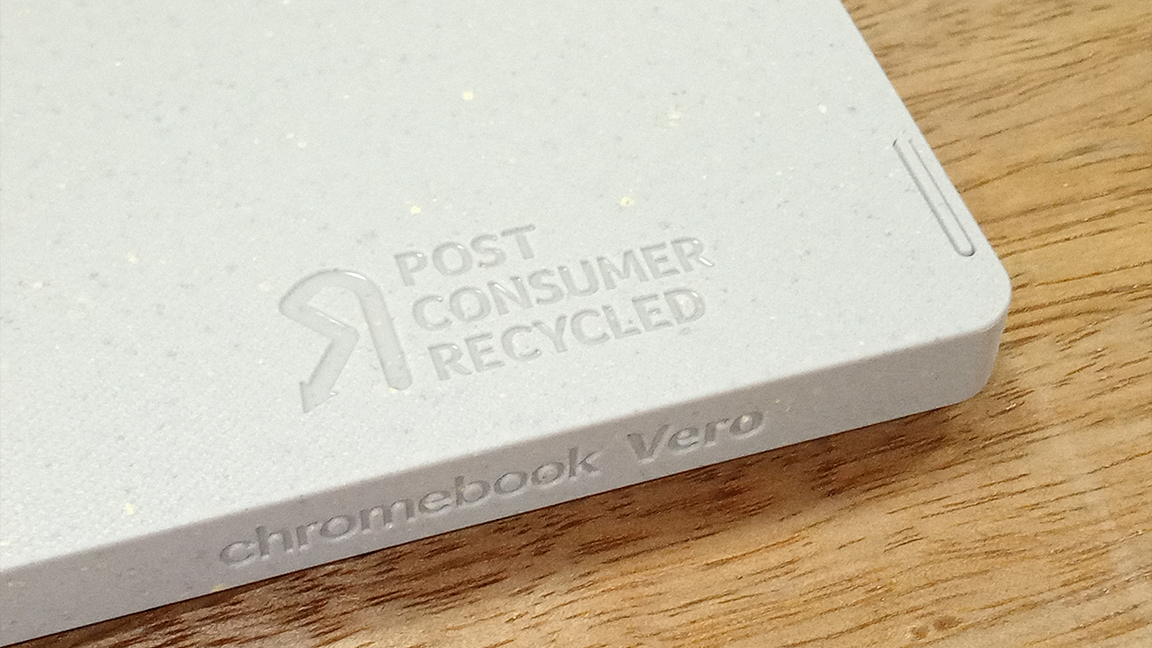 POST
CONSUMER
RECYCLED
chromebook Vero